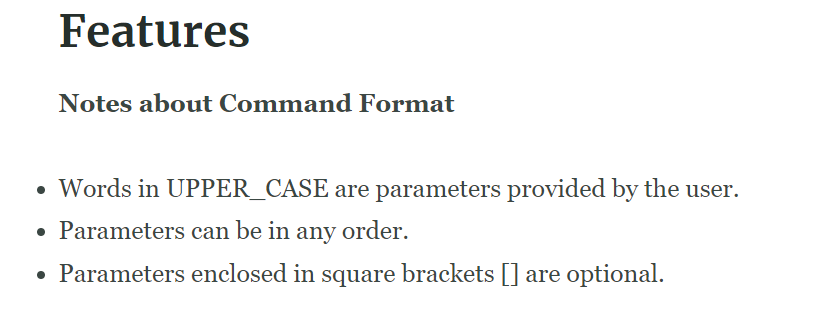 Features
Notes about Command Format
• Words in UPPER_CASE are parameters provided by the user.
• Parameters can be in any order.
• Parameters enclosed in square brackets [] are optional.